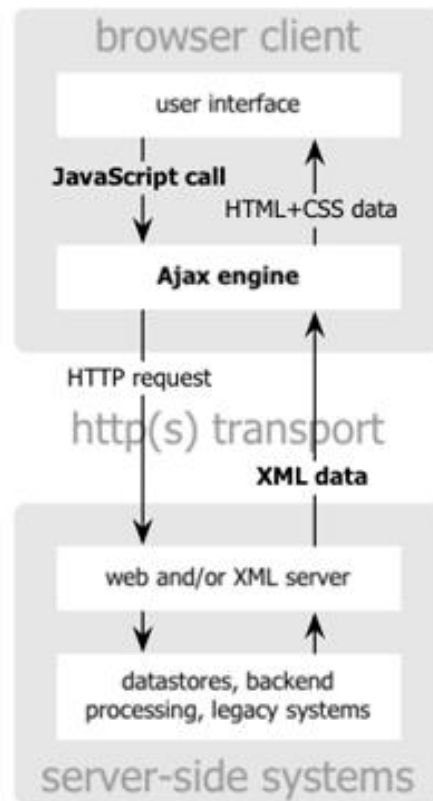 browser client
user interface
JavaScript call
HTML+CSS data
Ajax engine
HTTP request
http(s) transport
XML data
web and/or XML server
datastores, backend
processing, legacy systems
server-side systems